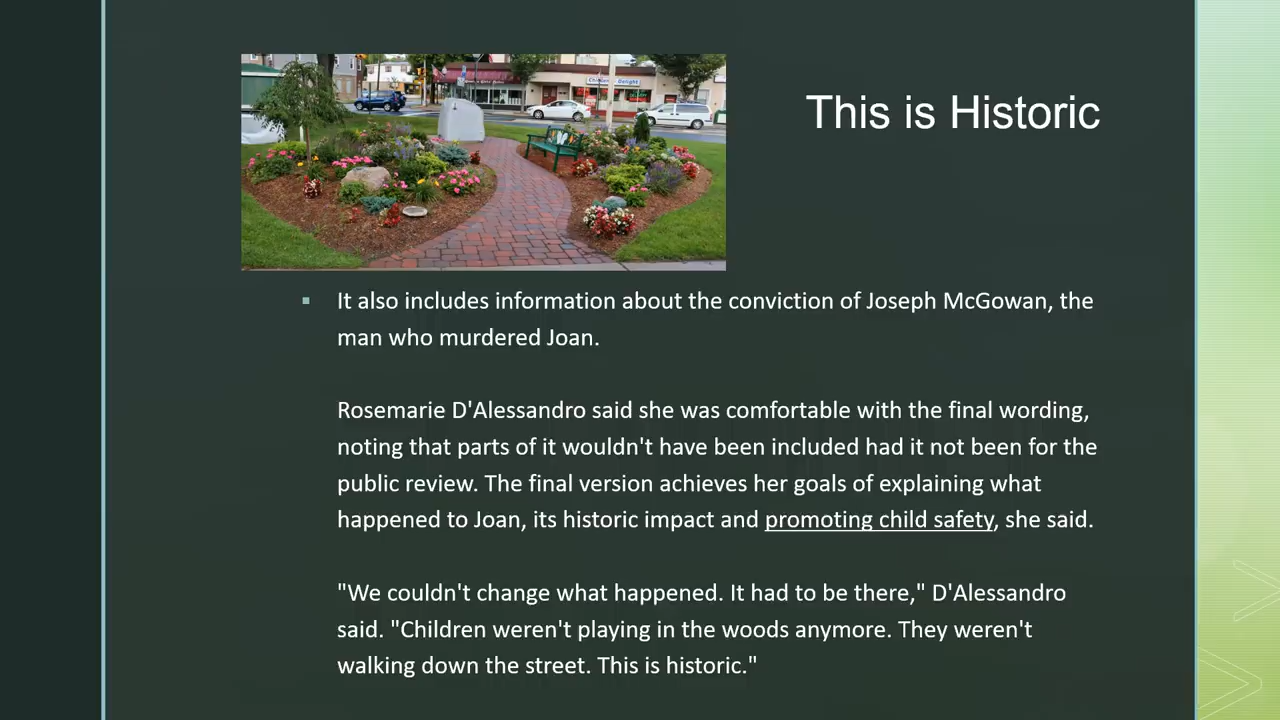 This is Historic
It also includes information about the conviction of Joseph McGowan, the
man who murdered Joan.
Rosemarie D'Alessandro said she was comfortable with the final wording,
noting that parts of it wouldn't have been included had it not been for the
public review. The final version achieves her goals of explaining what
happened to Joan, its historic impact and promoting child safety, she said.
"We couldn't change what happened. It had to be there," D'Alessandro
said. "Children weren't playing in the woods anymore. They weren't
walking down the street. This is historic."